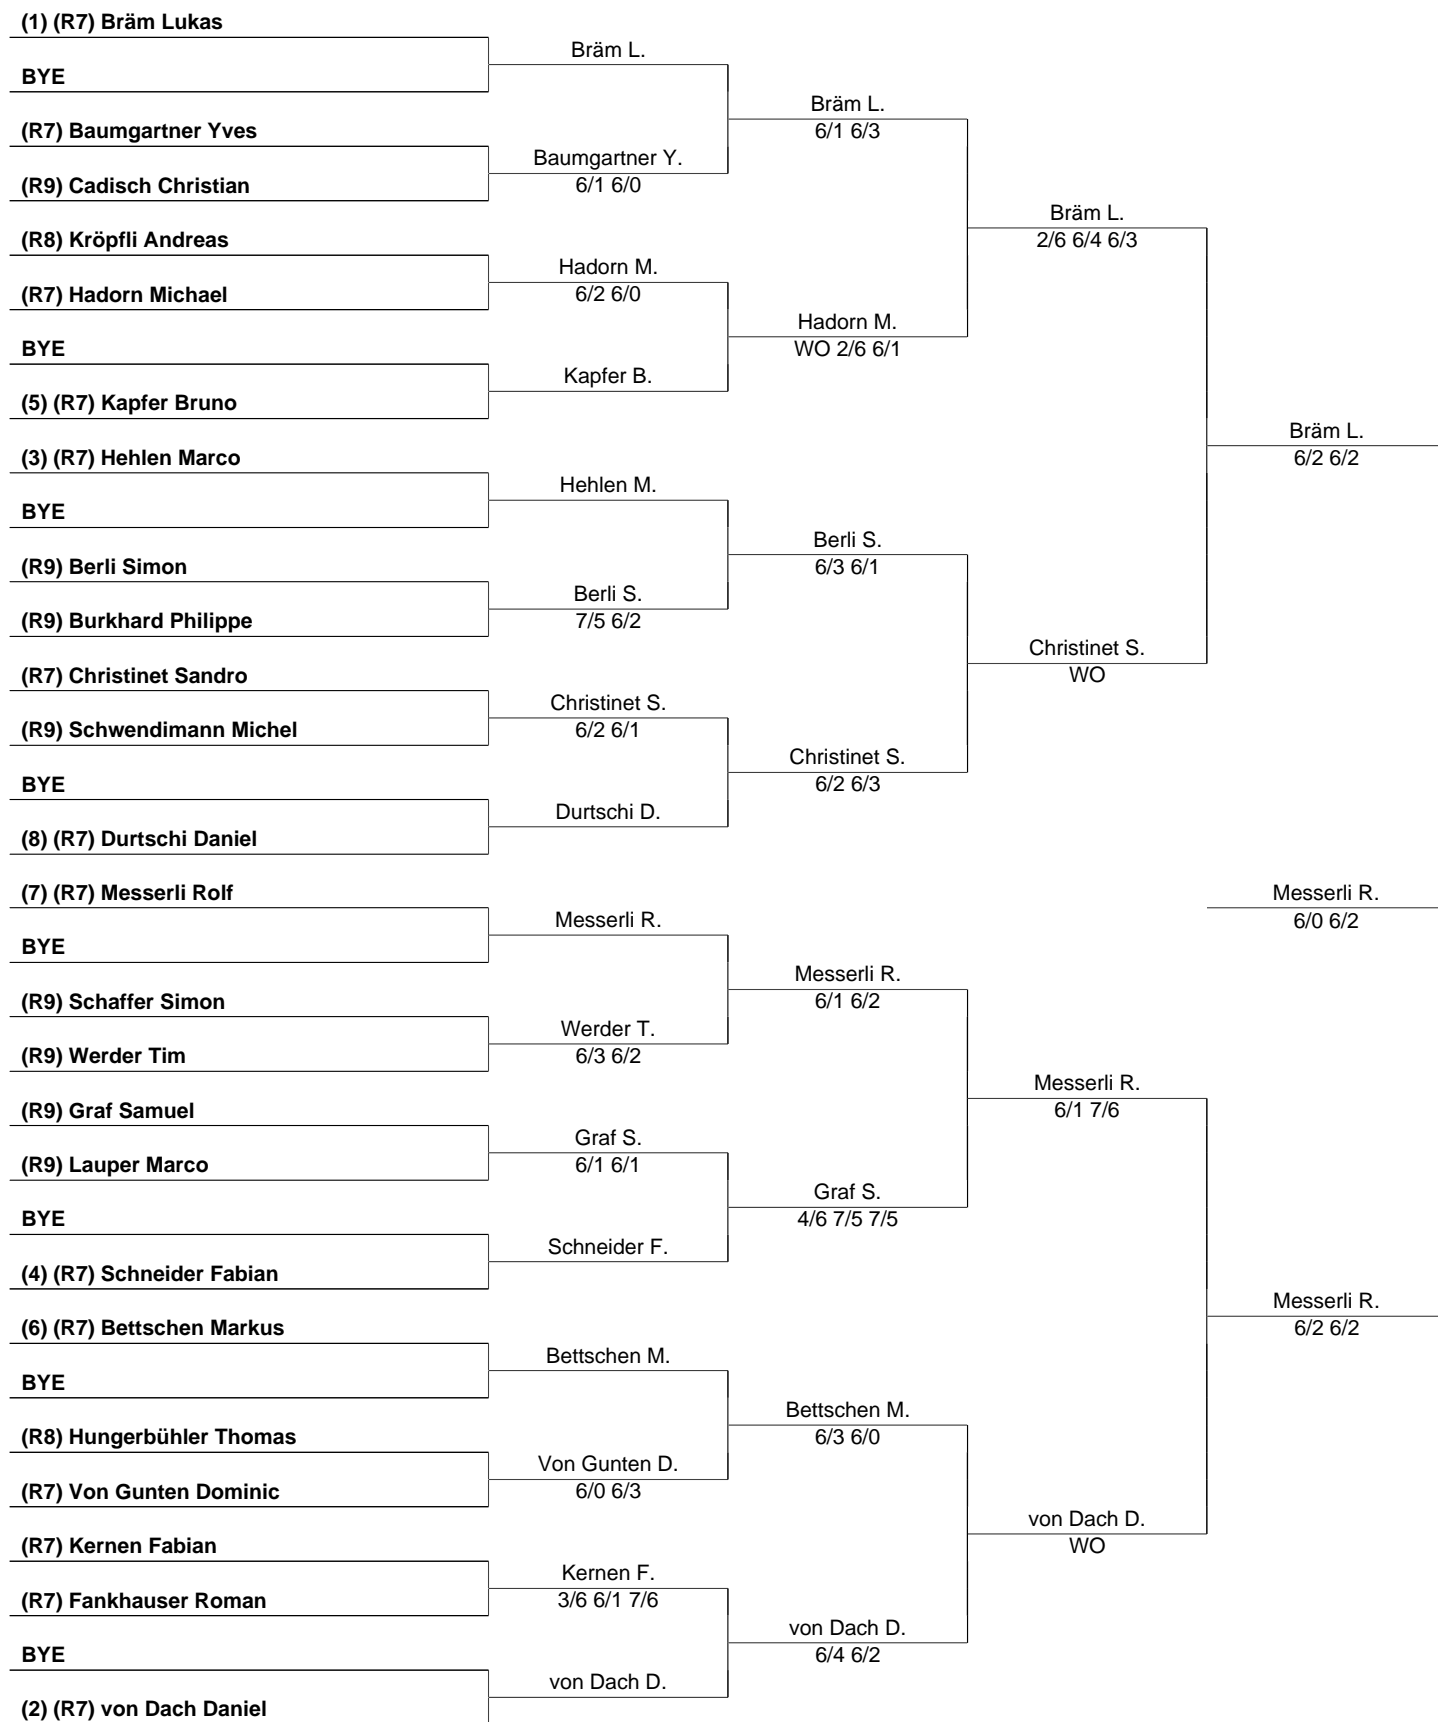 (1) (R7) Bräm Lukas
Bräm L.
BYE
Bräm L.
6/1 6/3
(R7) Baumgartner Yves
Baumgartner Y.
6/1 6/0
(R9) Cadisch Christian
Bräm L.
2/6 6/4 6/3
(R8) Kröpfli Andreas
Hadorn M.
6/2 6/0
(R7) Hadorn Michael
Hadorn M.
WO 2/6 6/1
BYE
Kapfer B.
(5) (R7) Kapfer Bruno
Bräm L.
6/2 6/2
(3) (R7) Hehlen Marco
Hehlen M.
BYE
Berli S.
6/3 6/1
(R9) Berli Simon
Berli S.
7/5 6/2
(R9) Burkhard Philippe
Christinet S.
WO
(R7) Christinet Sandro
Christinet S.
6/2 6/1
(R9) Schwendimann Michel
Christinet S.
6/2 6/3
BYE
Durtschi D.
(8) (R7) Durtschi Daniel
(7) (R7) Messerli Rolf
Messerli R.
6/0 6/2
Messerli R.
BYE
Messerli R.
6/1 6/2
(R9) Schaffer Simon
Werder T.
6/3 6/2
(R9) Werder Tim
Messerli R.
6/1 7/6
(R9) Graf Samuel
Graf S.
6/1 6/1
(R9) Lauper Marco
Graf S.
4/6 7/5 7/5
BYE
Schneider F.
(4) (R7) Schneider Fabian
Messerli R.
6/2 6/2
(6) (R7) Bettschen Markus
Bettschen M.
BYE
Bettschen M.
6/3 6/0
(R8) Hungerbühler Thomas
Von Gunten D.
6/0 6/3
(R7) Von Gunten Dominic
von Dach D.
WO
(R7) Kernen Fabian
Kernen F.
3/6 6/1 7/6
(R7) Fankhauser Roman
von Dach D.
6/4 6/2
BYE
von Dach D.
(2) (R7) von Dach Daniel